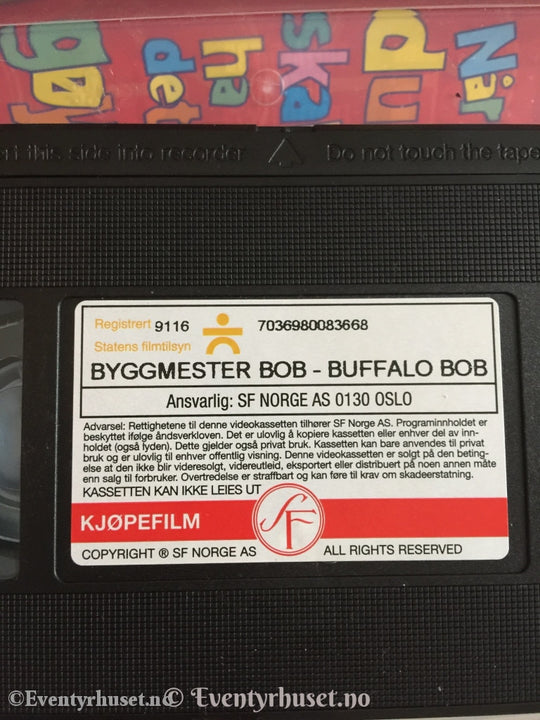 Når
du
ska
ha
det
gøy
ert this side into recorder Do not touch the tape
Registrert 9116 7036980083668
Statens filmtilsyn
BYGGMESTER BOB - BUFFALO BOB
Ansvarlig: SF NORGE AS 0130 OSLO
Advarsel: Rettighetene til denne videokassetten tilhører SF Norge AS. Programinnholdet er
beskyttet ifølge åndsverkloven. Det er ulovlig å kopiere kassetten eller enhver del av inn-
holdet (også lyden). Dette gjelder også privat bruk. Kassetten kan bare anvendes til privat
bruk og er ulovlig til enhver offentlig visning. Denne videokassetten er solgt på den beting-
else at den ikke blir videresolgt, videreutleid, eksportert eller distribuert på noen annen måte
enn salg til forbruker. Overtredelse er straffbart og kan føre til krav om skadeerstatning.
KASSETTEN KAN IKKE LEIES UT
KJØPEFILM
SF
COPYRIGHT ® SF NORGE AS ALL RIGHTS RESERVED
©Eventyrhuset.no
© Eventyrhuset.no